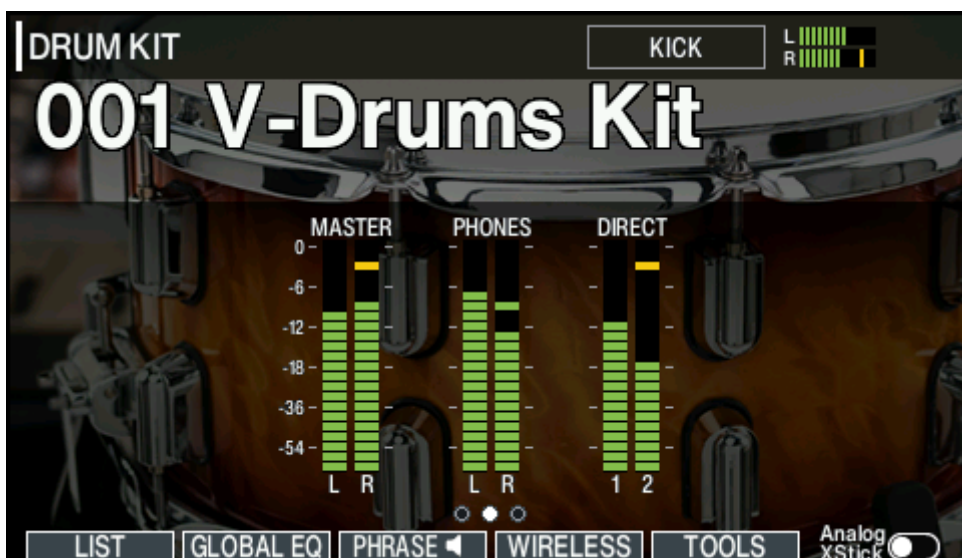 DRUM KIT
KICK
L
R
001 V-Drums Kit
MASTER PHONES DIRECT
0
-6
-12
-18
-36
-54
L R L R 1 2
LIST GLOBAL EQ PHRASE WIRELESS TOOLS
Analog
XStick